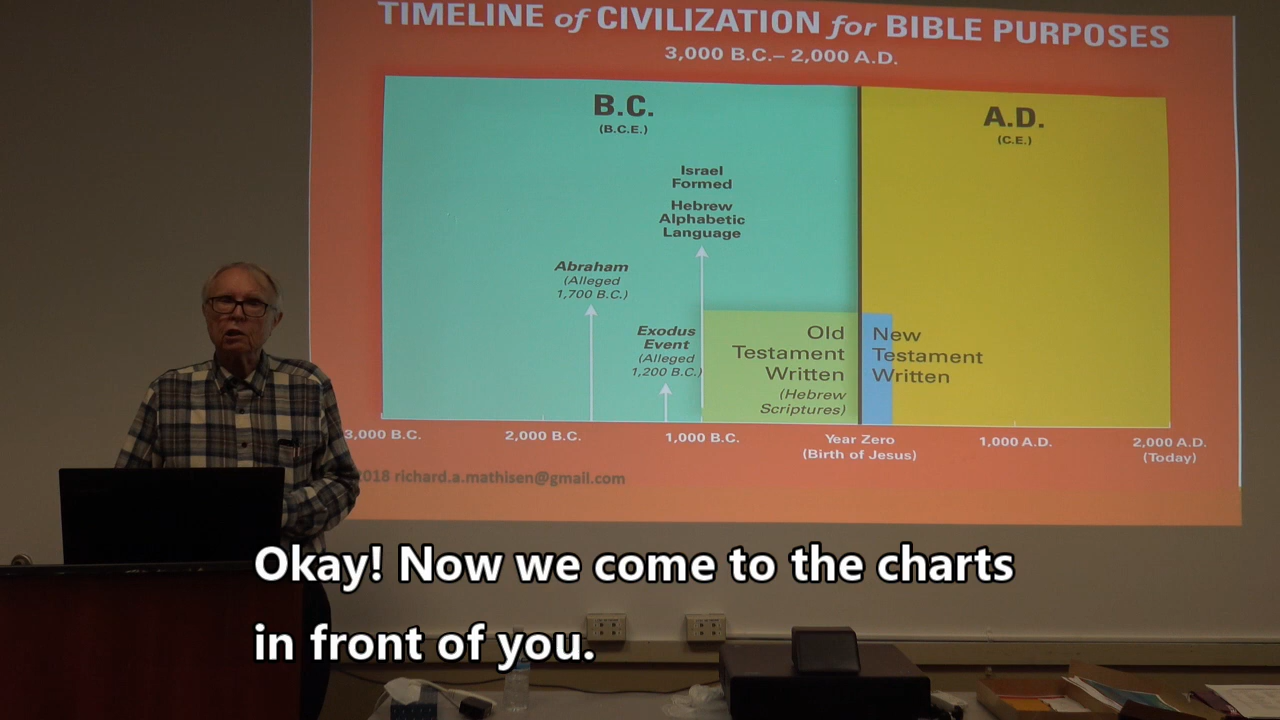 TIMELINE of CIVILIZATION for BIBLE PURPOSES
3,000 B.C.– 2,000 A.D.
B.C.
(B.C.E.)
A.D.
(C.E.)
Israel
Formed
Hebrew
Alphabetic
Language
Abraham
(Alleged
1,700 B.C.)
Exodus
Event
(Alleged
1,200 B.C.)
Old
Testament
Written
(Hebrew
Scriptures)
New
Testament
Written
3,000 B.C.
2,000 B.C.
1,000 B.C.
Year Zero
(Birth of Jesus)
1,000 A.D.
2,000 A.D.
(Today)
018 richard.a.mathisen@gmail.com
Okay! Now we come to the charts
in front of you.